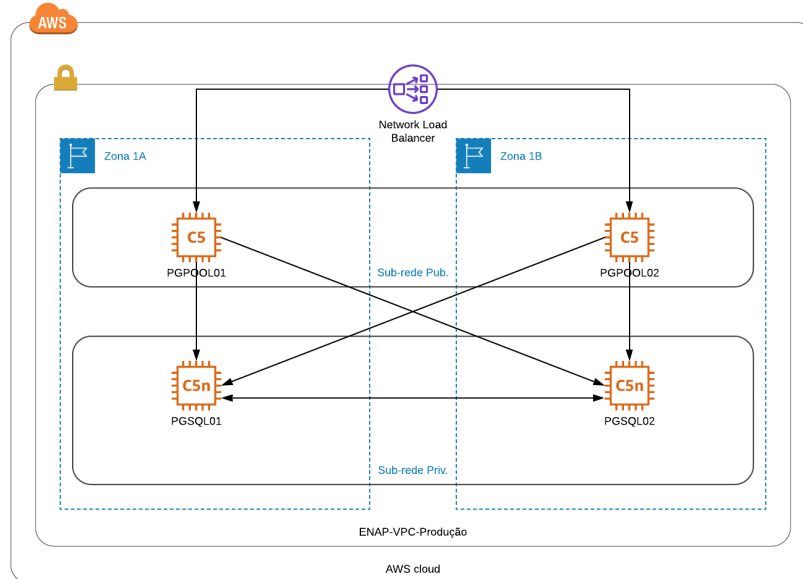 AWS
Network Load
Balancer
Zona 1A
Zona 1B
C5
C5
PGPOOL01
Sub-rede Pub.
PGPOOL02
C5n
C5n
PGSQL01
PGSQL02
Sub-rede Priv.
ENAP-VPC-Produção
AWS cloud